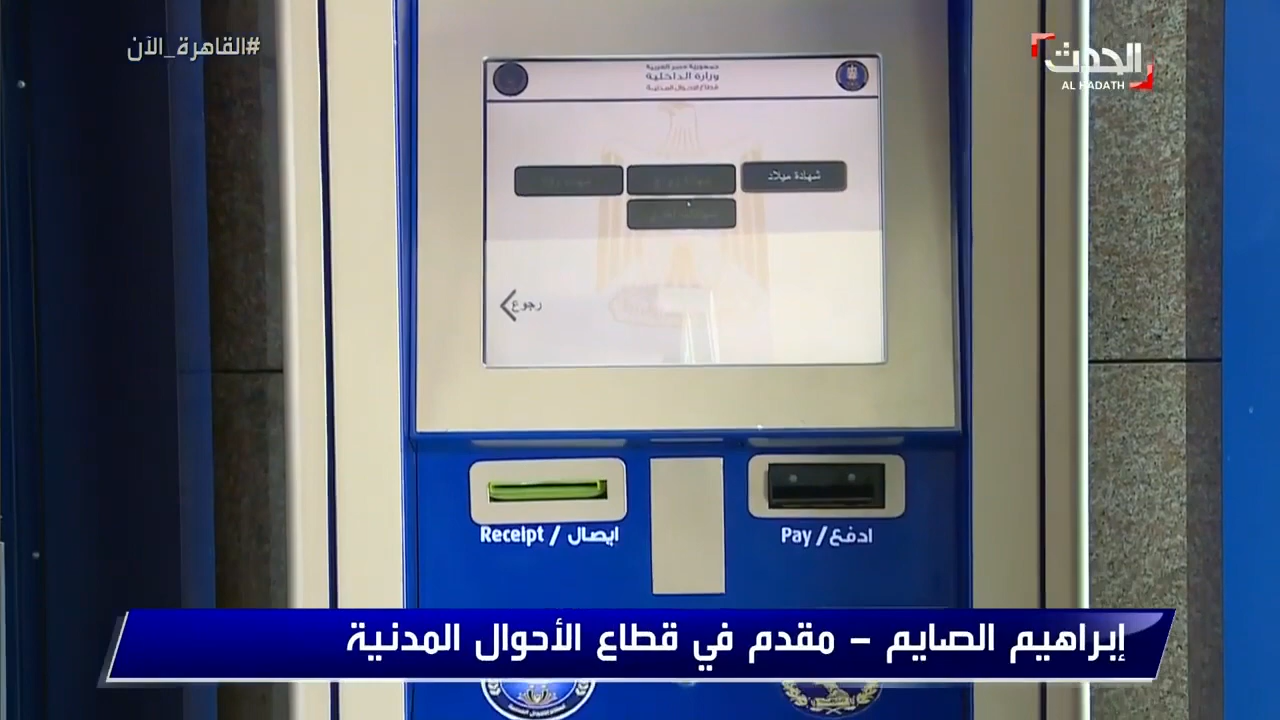 #القاهرة_الآن
الحدث
AL HADATH
جمهورية مصر العربية
وزارة الداخلية
قطاع الاحوال المدنية
شهادة ميلاد
رجوع
ايصال / Receipt
ادفع / Pay
إبراهيم الصايم – مقدم في قطاع الأحوال المدنية